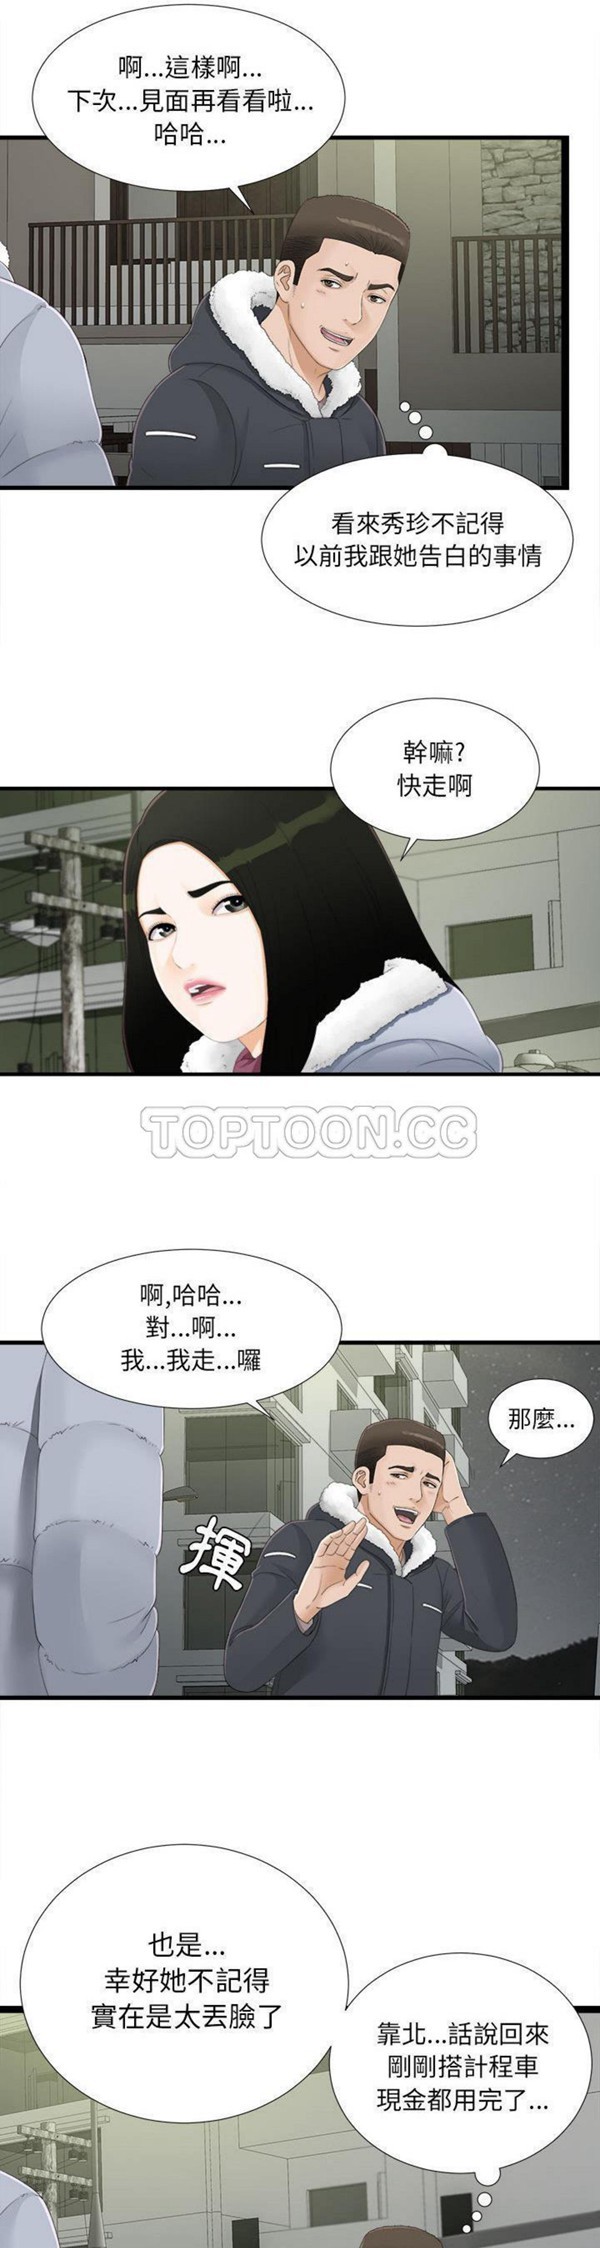 啊...這樣啊...
下次...見面再看看啦...
哈哈...
看來秀珍不記得
以前我跟她告白的事情
幹嘛?
快走啊
TOPTOON.CC
啊,哈哈...
對...啊...
我...我走...囉
那麼...
揮
也是...
幸好她不記得
實在是太丟臉了
靠北...話說回來
剛剛搭計程車
現金都用完了...